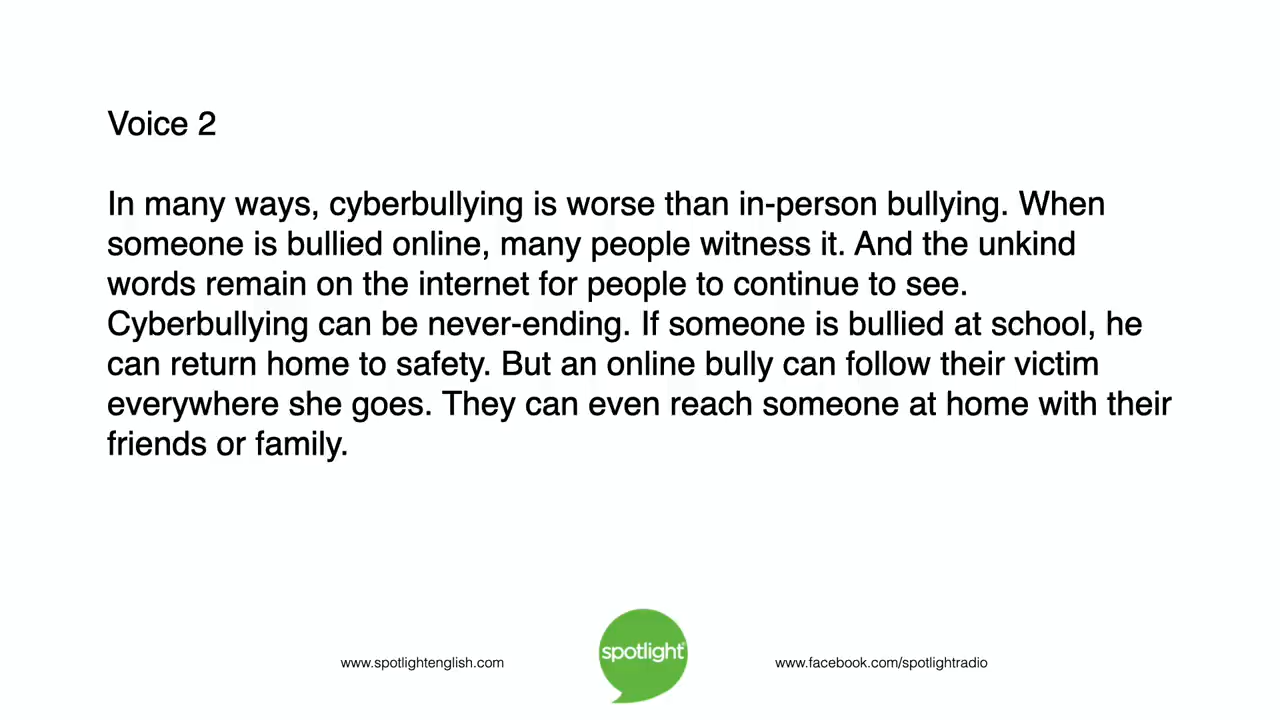 Voice 2
In many ways, cyberbullying is worse than in-person bullying. When
someone is bullied online, many people witness it. And the unkind
words remain on the internet for people to continue to see.
Cyberbullying can be never-ending. If someone is bullied at school, he
can return home to safety. But an online bully can follow their victim
everywhere she goes. They can even reach someone at home with their
friends or family.
www.spotlightenglish.com
spotlight
www.facebook.com/spotlightradio